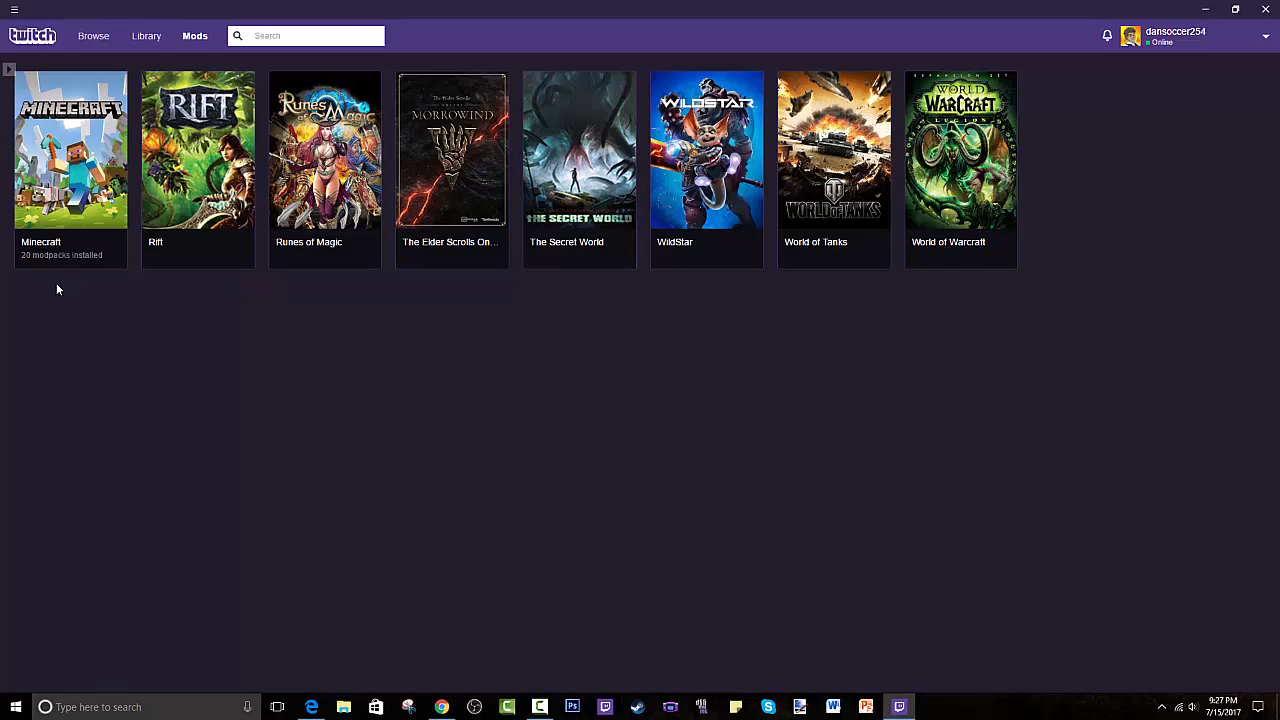 twitch
Browse
Library
Mods
Search
dansoccer254
Online
MINECRAFT
RIFT
Runes of Magic
The Elder Scrolls
ONLINE
MORROWIND
THE SECRET WORLD
WILDSTAR
WORLD OF TANKS
EXPANSION SET
WORLD OF WARCRAFT
LEGION
Minecraft
20 modpacks installed
Rift
Runes of Magic
The Elder Scrolls On...
The Secret World
WildStar
World of Tanks
World of Warcraft
Type here to search
9:27 PM
7/15/2017